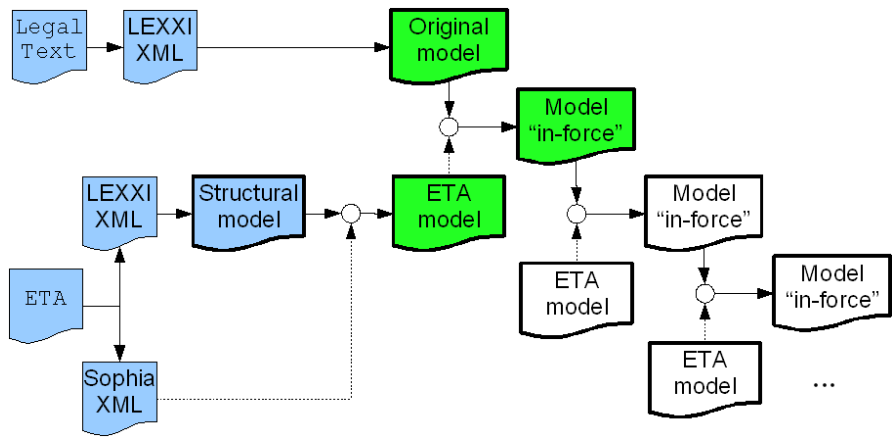 Legal
Text
LEXXI
XML
Original
model
Model
“in-force”
LEXXI
XML
Structural
model
ETA
model
Model
“in-force”
ETA
ETA
model
Model
“in-force”
Sophia
XML
ETA
model
...